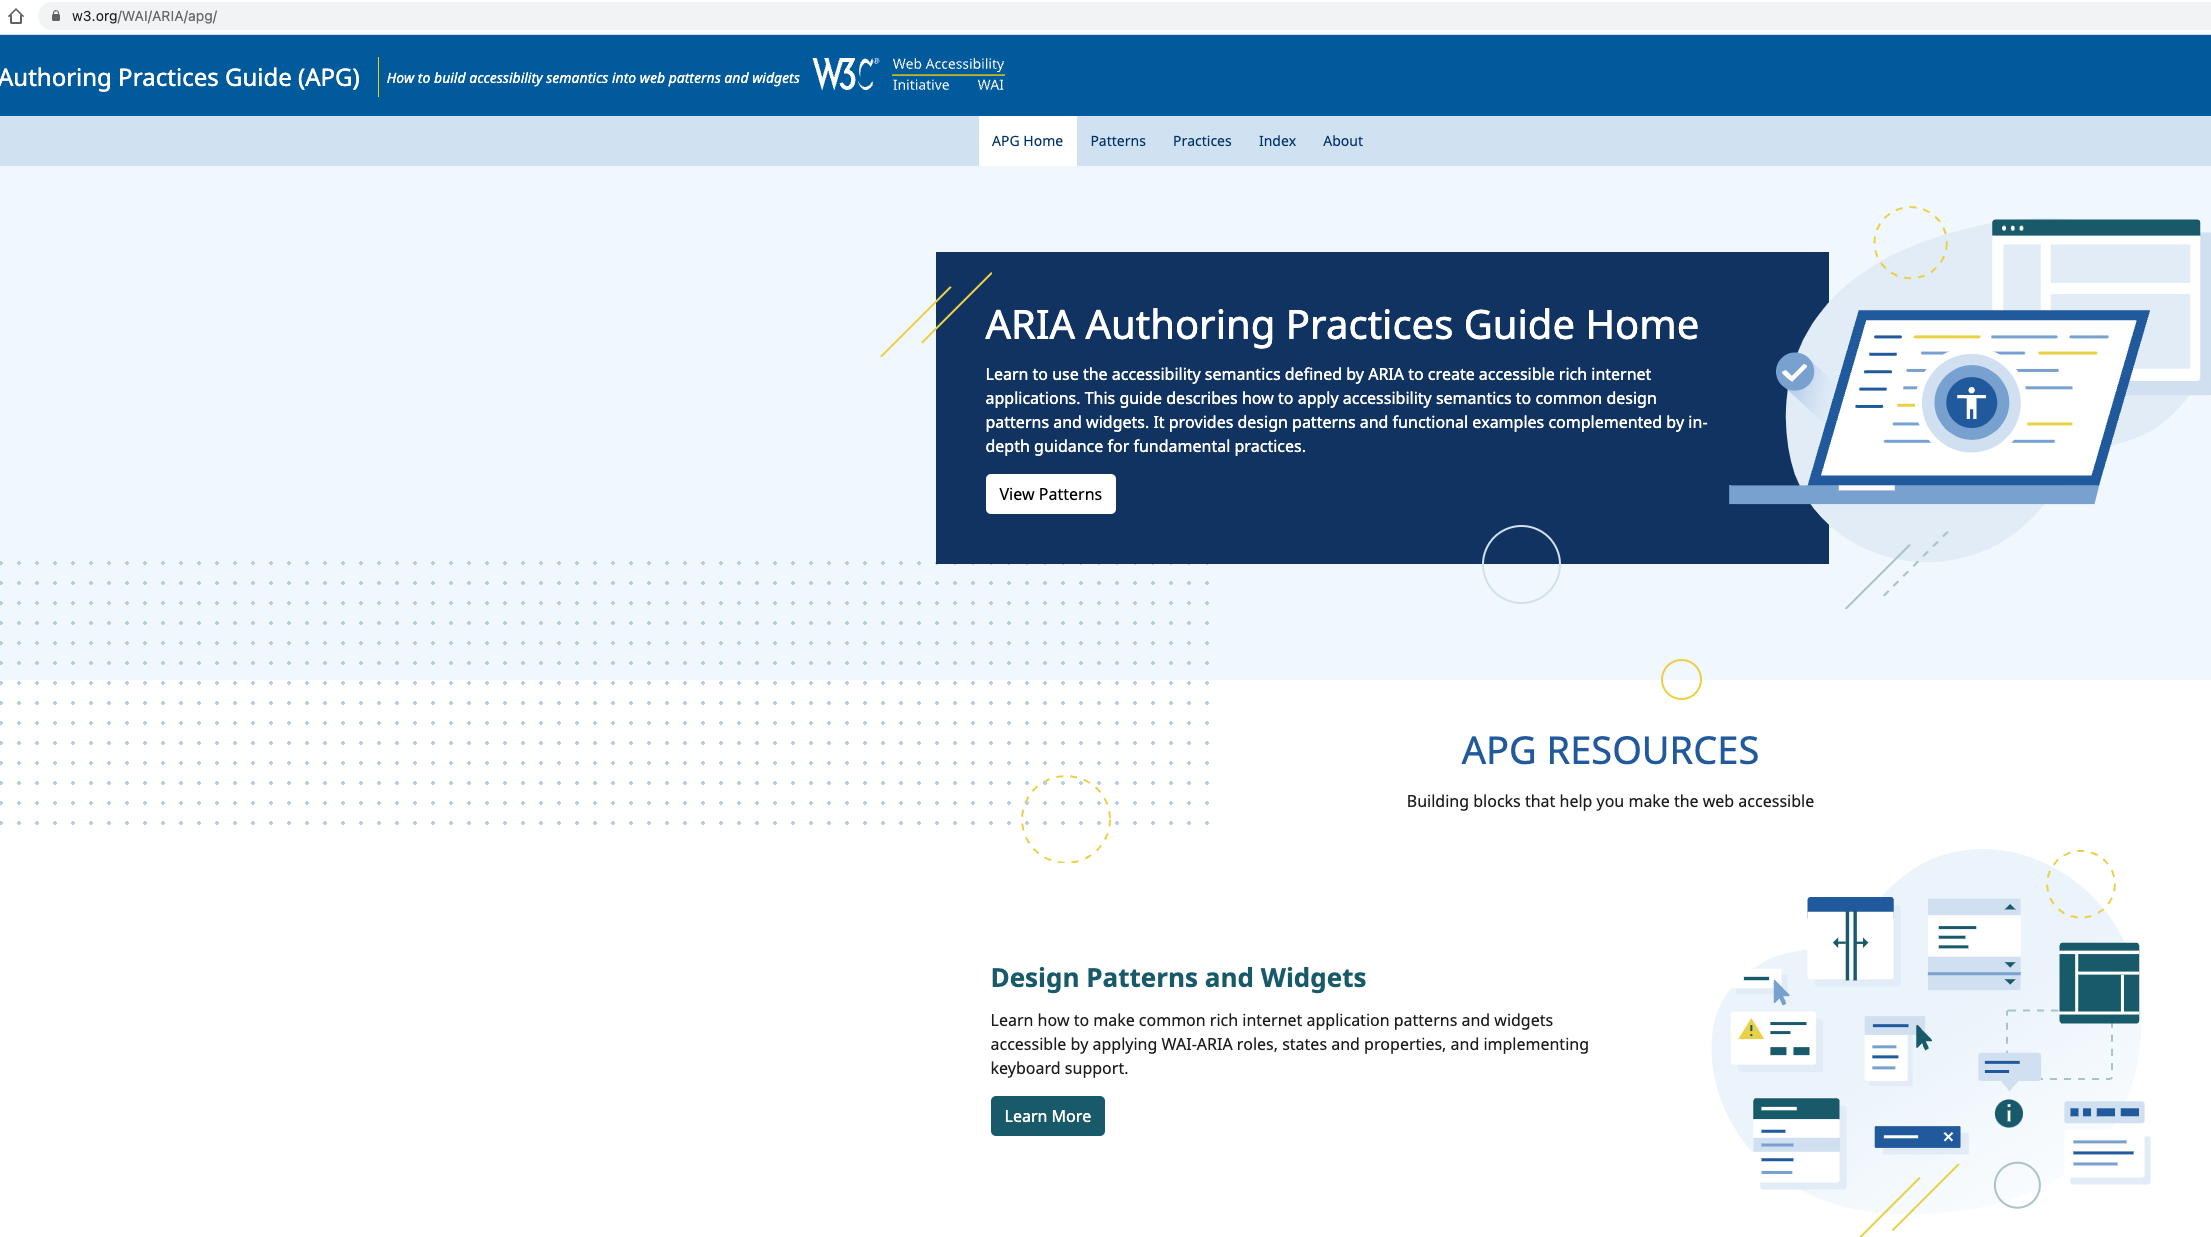 w3.org/WAI/ARIA/apg/
Authoring Practices Guide (APG)
How to build accessibility semantics into web patterns and widgets
W3C®
Web Accessibility
Initiative WAI
APG Home Patterns Practices Index About
ARIA Authoring Practices Guide Home
Learn to use the accessibility semantics defined by ARIA to create accessible rich internet
applications. This guide describes how to apply accessibility semantics to common design
patterns and widgets. It provides design patterns and functional examples complemented by in-
depth guidance for fundamental practices.
View Patterns
APG RESOURCES
Building blocks that help you make the web accessible
Design Patterns and Widgets
Learn how to make common rich internet application patterns and widgets
accessible by applying WAI-ARIA roles, states and properties, and implementing
keyboard support.
Learn More